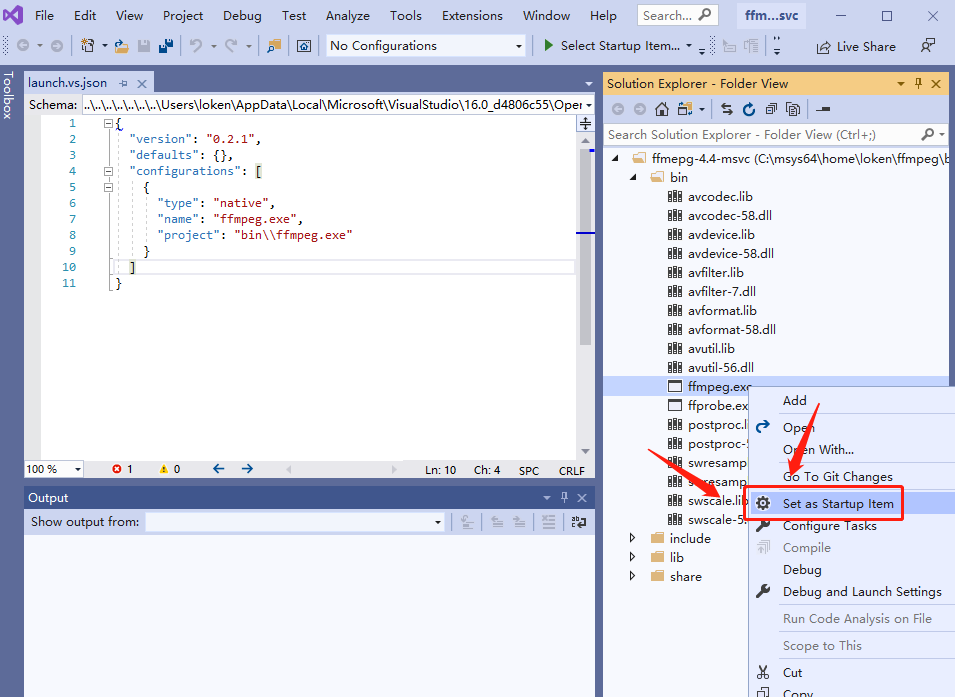 File Edit View Project Debug Test Analyze Tools Extensions Window Help Search... ffm...svc
No Configurations Select Startup Item... Live Share
Toolbox
launch.vs.json
Schema: ..\..\..\..\..\..\..\Users\loken\AppData\Local\Microsoft\VisualStudio\16.0_d4806c55\Oper
1 {
2 "version": "0.2.1",
3 "defaults": {},
4 "configurations": [
5 {
6 "type": "native",
7 "name": "ffmpeg.exe",
8 "project": "bin\\ffmpeg.exe"
9 }
10 ]
11 }
100 % 1 0 Ln: 10 Ch: 4 SPC CRLF
Output
Show output from:
Solution Explorer - Folder View
Search Solution Explorer - Folder View (Ctrl+;)
ffmepg-4.4-msvc (C:\msys64\home\loken\ffmpeg\b
bin
avcodec.lib
avcodec-58.dll
avdevice.lib
avdevice-58.dll
avfilter.lib
avfilter-7.dll
avformat.lib
avformat-58.dll
avutil.lib
avutil-56.dll
ffmpeg.exe
ffprobe.ex
postproc.l
postproc-5
swresamp
swresamp
swscale.lib
swscale-5.
include
lib
share
Add
Open
Open With...
Go To Git Changes
Set as Startup Item
Configure Tasks
Compile
Debug
Debug and Launch Settings
Run Code Analysis on File
Scope to This
Cut
Copy